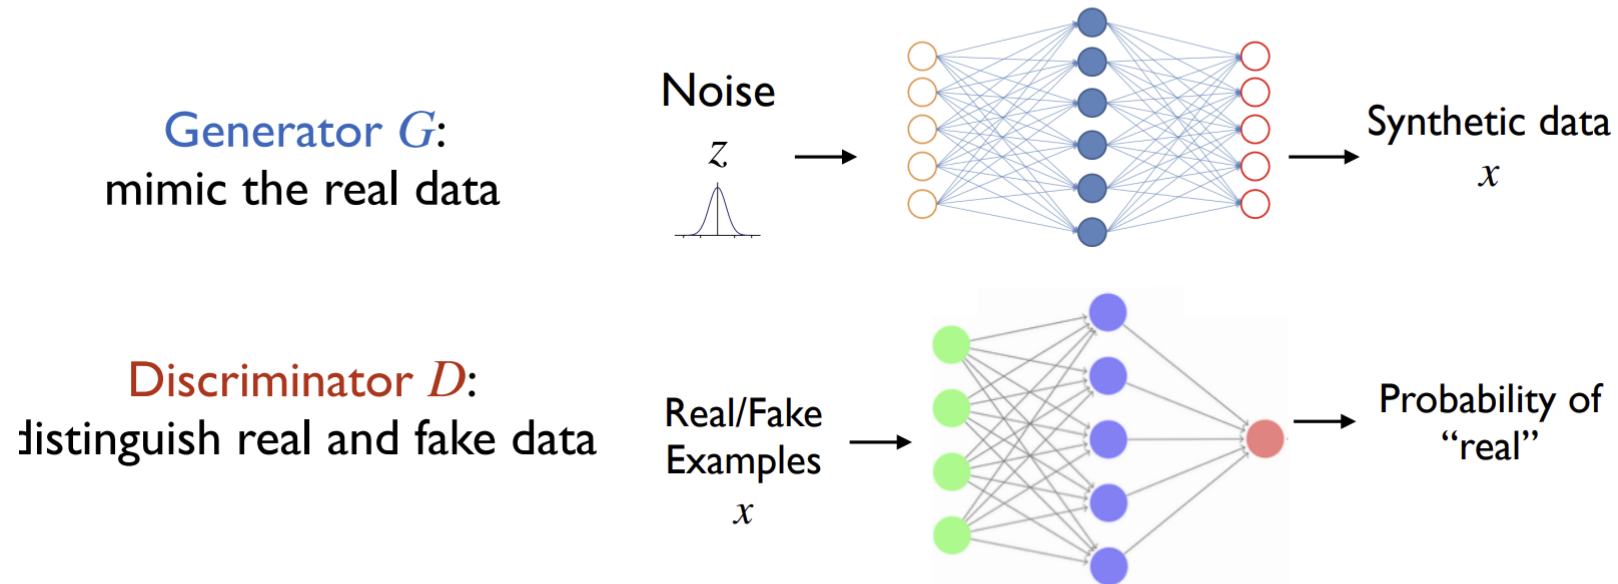 Generator G:
mimic the real data
Noise
z
Synthetic data
x
Discriminator D:
distinguish real and fake data
Real/Fake
Examples
x
Probability of
“real”